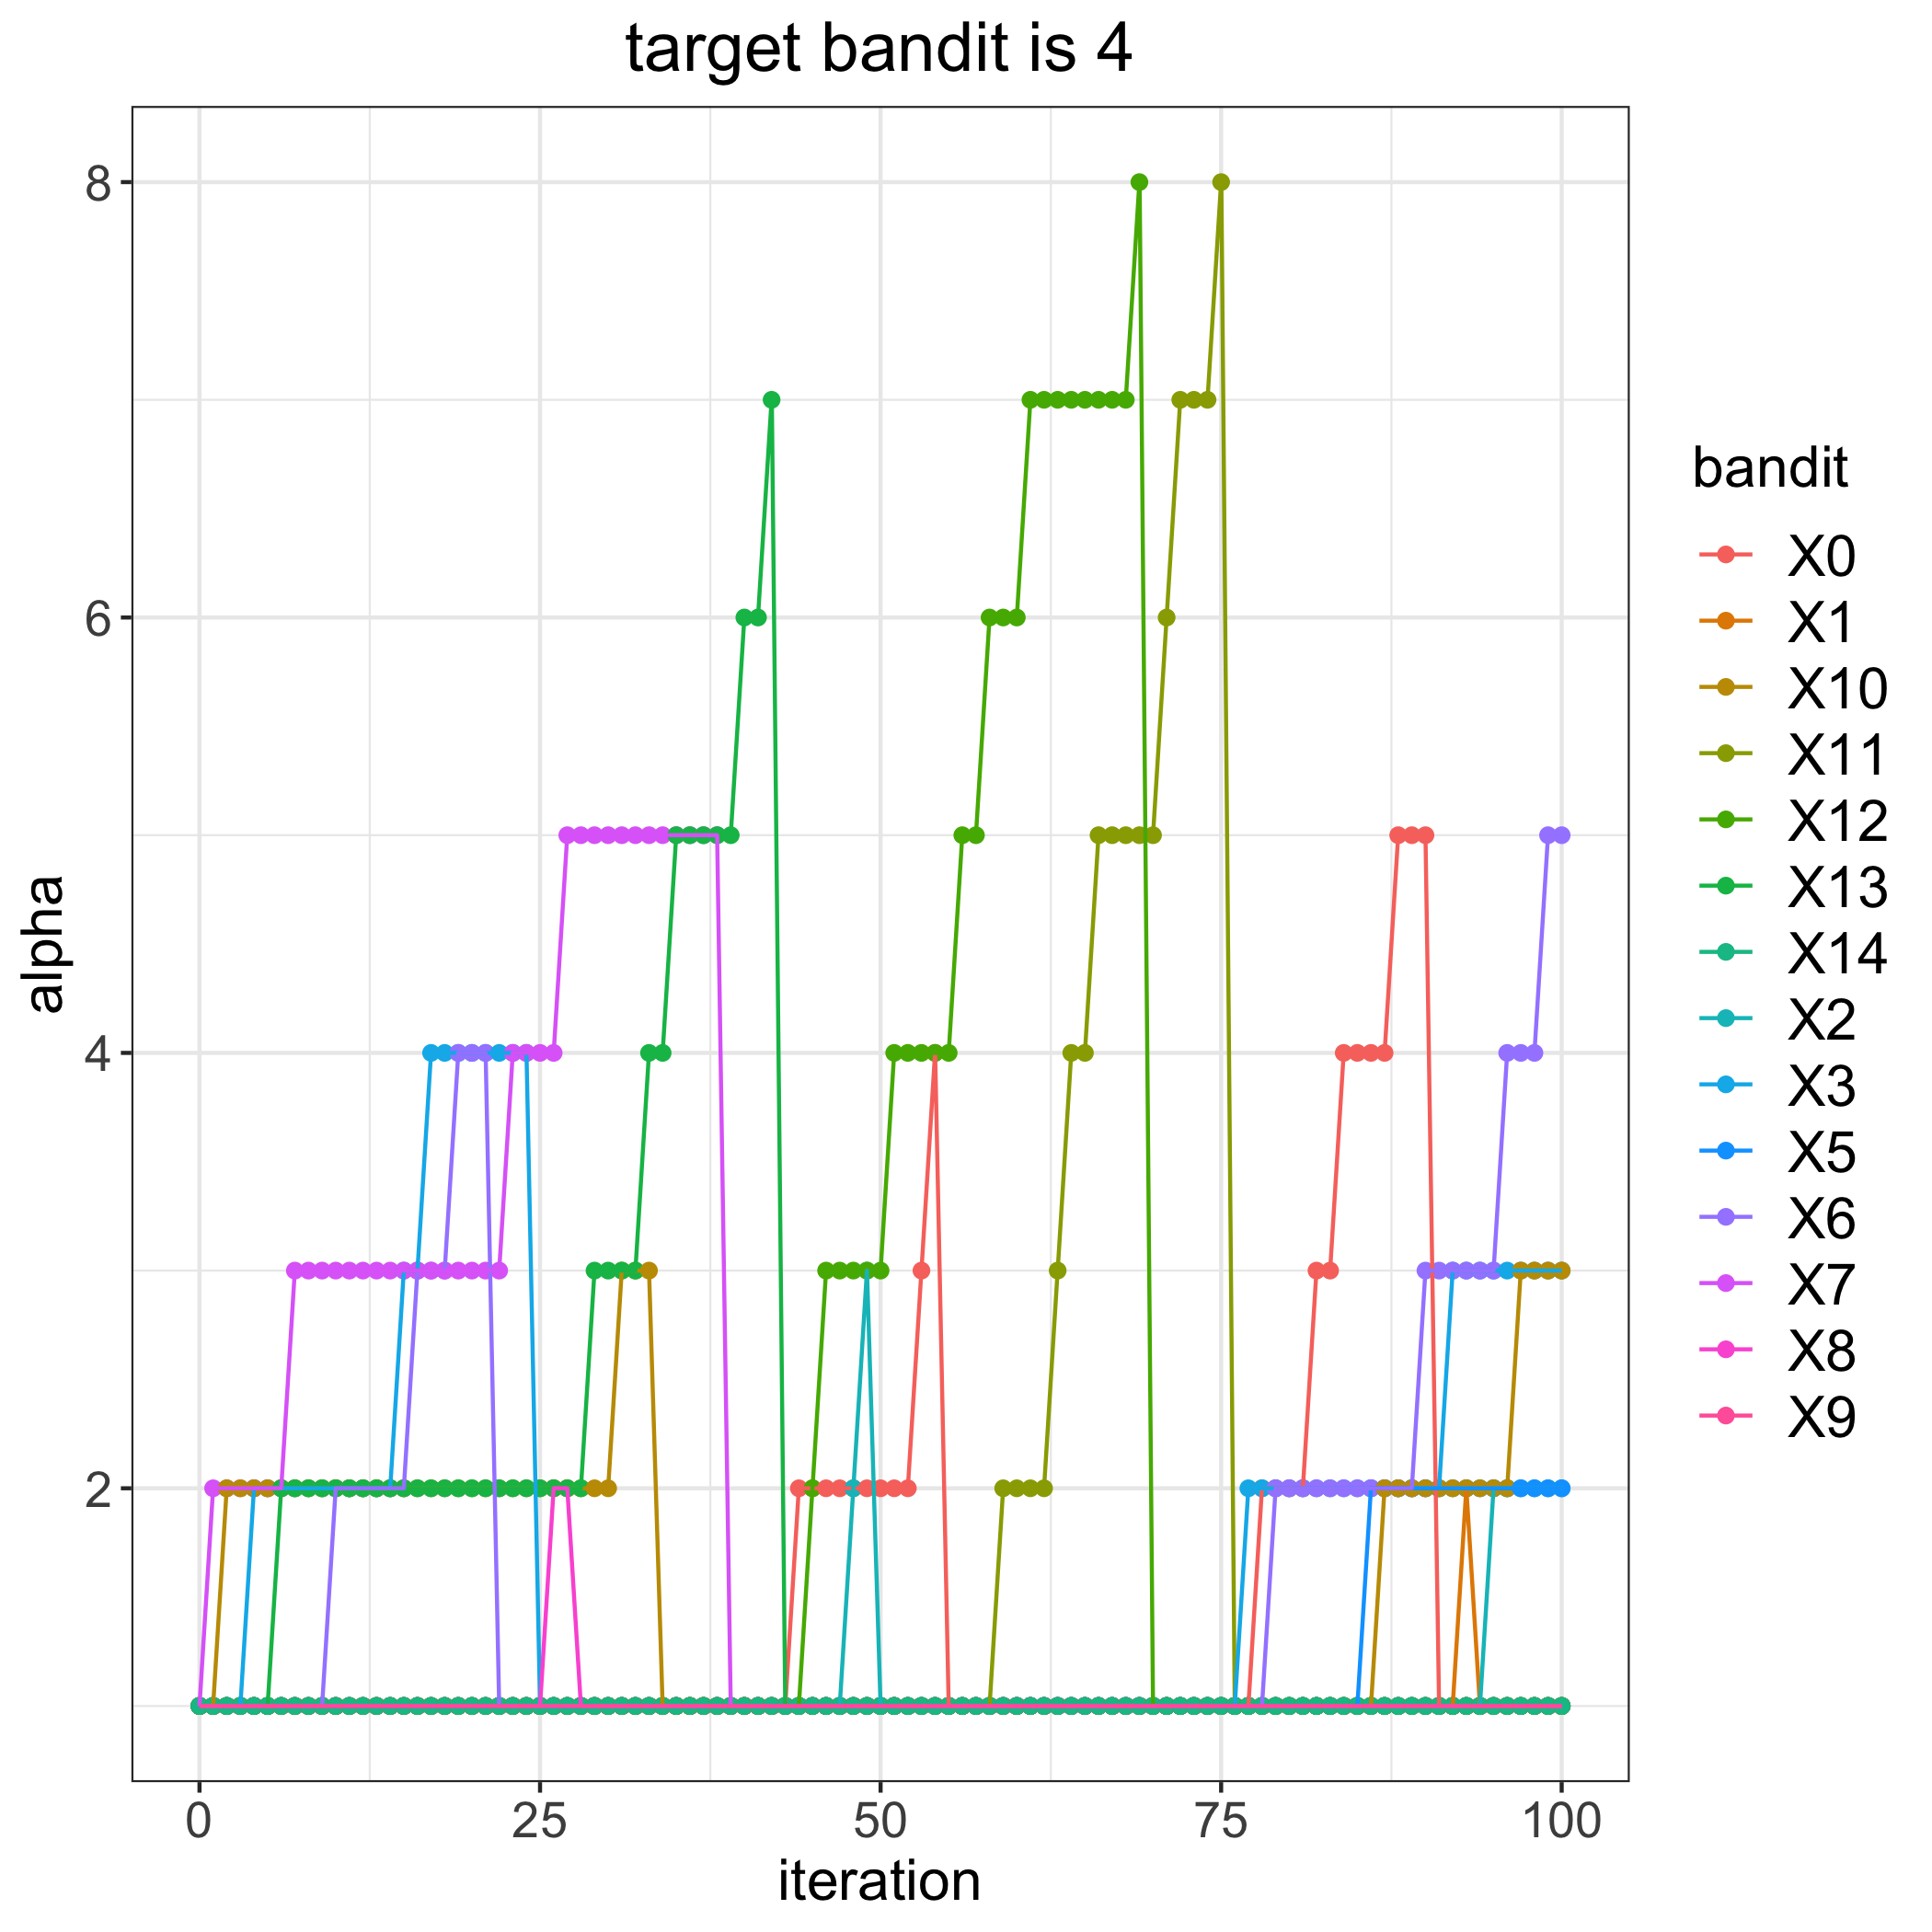 target bandit is 4
8
6
4
2
alpha
0 25 50 75 100
iteration
bandit
X0
X1
X10
X11
X12
X13
X14
X2
X3
X5
X6
X7
X8
X9